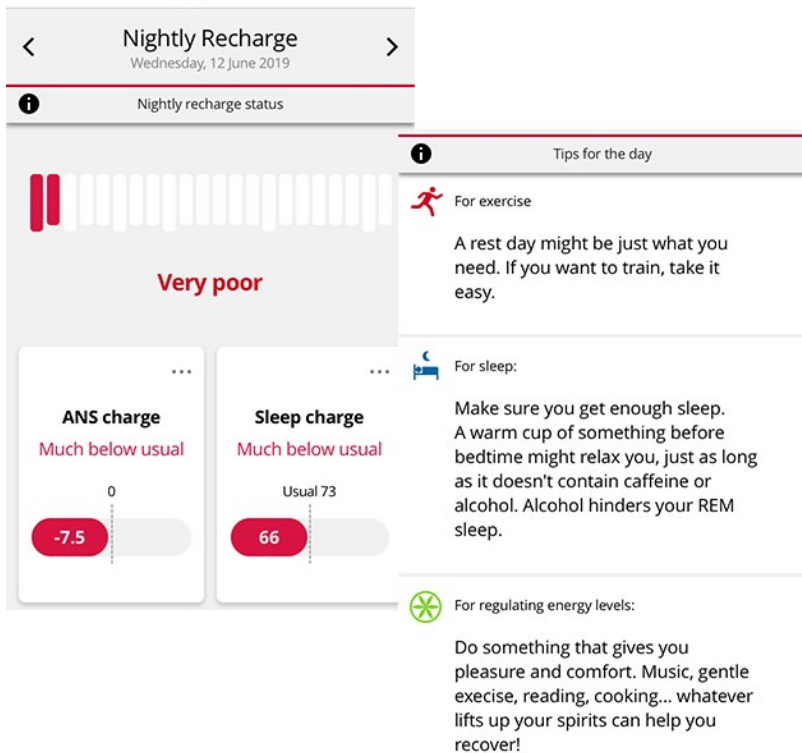 Nightly Recharge
Wednesday, 12 June 2019
Nightly recharge status
Very poor
ANS charge
Much below usual
0
-7.5
Sleep charge
Much below usual
Usual 73
66
Tips for the day
For exercise
A rest day might be just what you
need. If you want to train, take it
easy.
For sleep:
Make sure you get enough sleep.
A warm cup of something before
bedtime might relax you, just as long
as it doesn't contain caffeine or
alcohol. Alcohol hinders your REM
sleep.
For regulating energy levels:
Do something that gives you
pleasure and comfort. Music, gentle
execise, reading, cooking... whatever
lifts up your spirits can help you
recover!